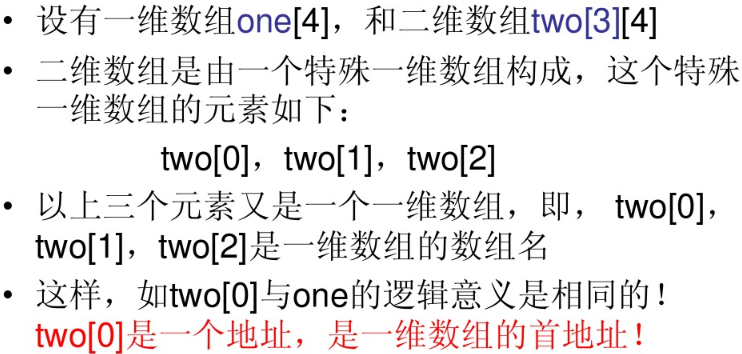 • 设有一维数组one[4]，和二维数组two[3][4]
• 二维数组是由一个特殊一维数组构成，这个特殊
一维数组的元素如下：
two[0]，two[1]，two[2]
• 以上三个元素又是一个一维数组，即， two[0]，
two[1]，two[2]是一维数组的数组名
• 这样，如two[0]与one的逻辑意义是相同的！
two[0]是一个地址，是一维数组的首地址！